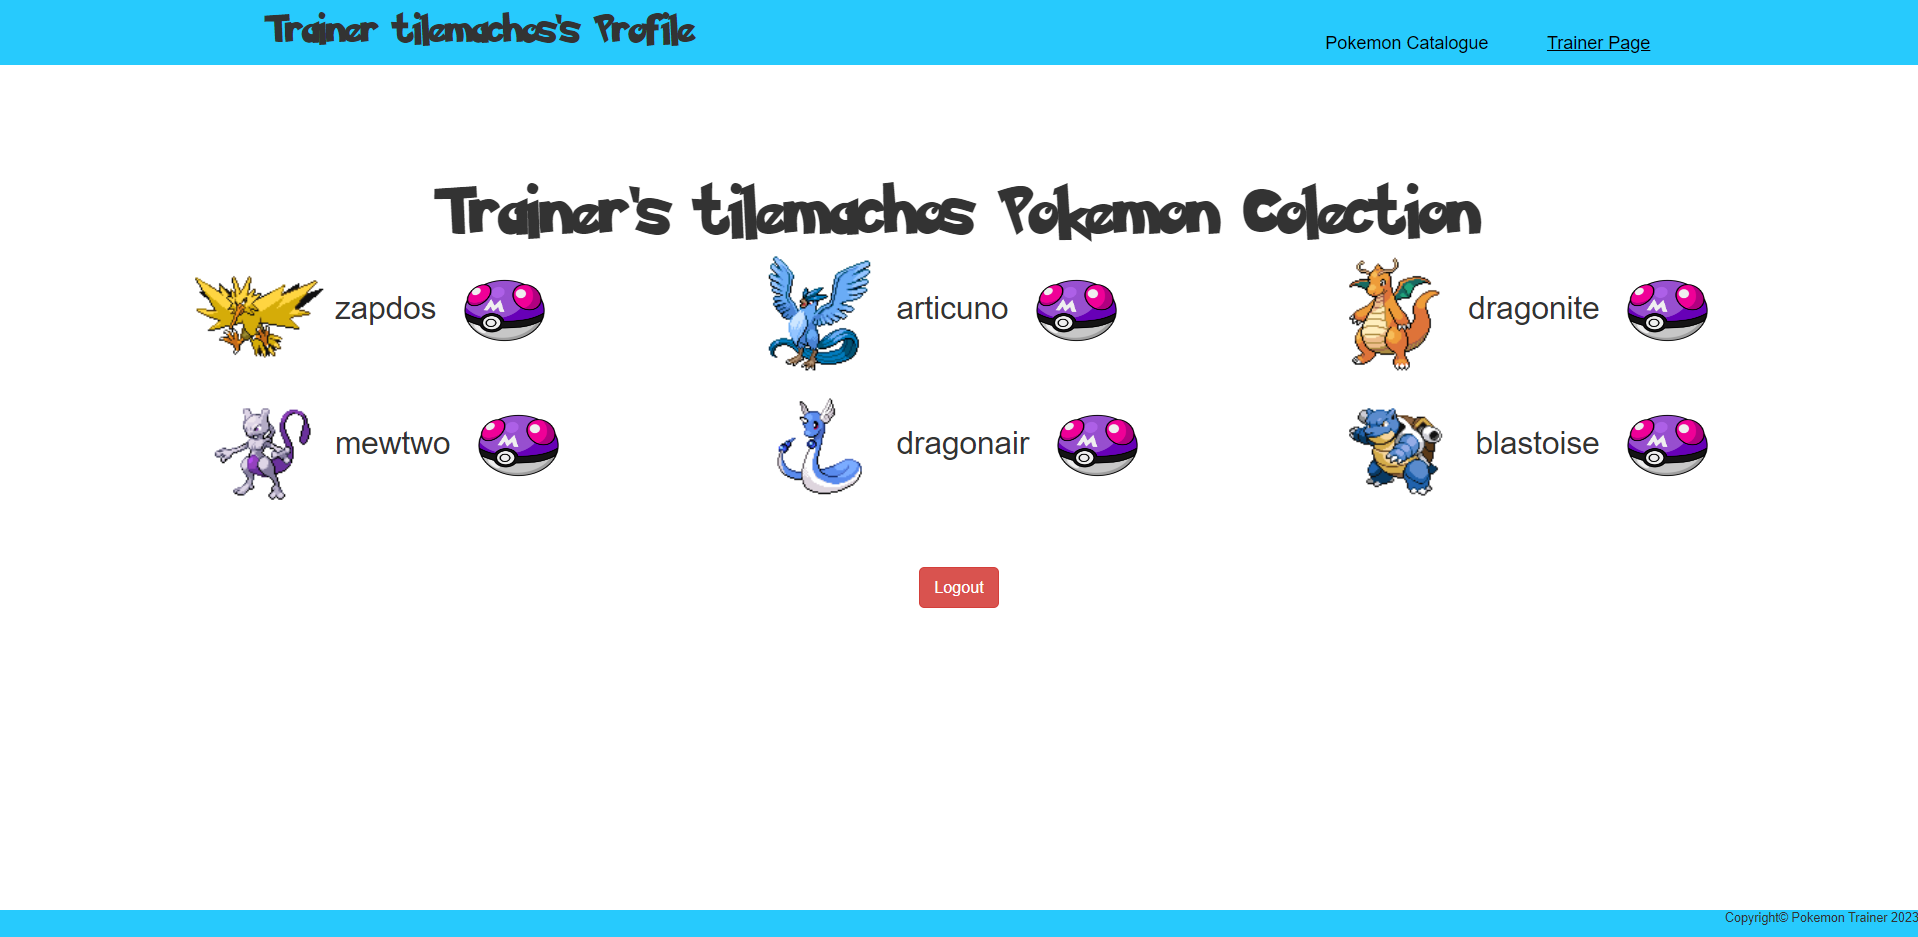 Trainer tilemachos's Profile
Pokemon Catalogue
Trainer Page
Trainer's tilemachos Pokemon Colection
zapdos
M
articuno
M
dragonite
M
mewtwo
M
dragonair
M
blastoise
M
Logout
Copyright© Pokemon Trainer 2023